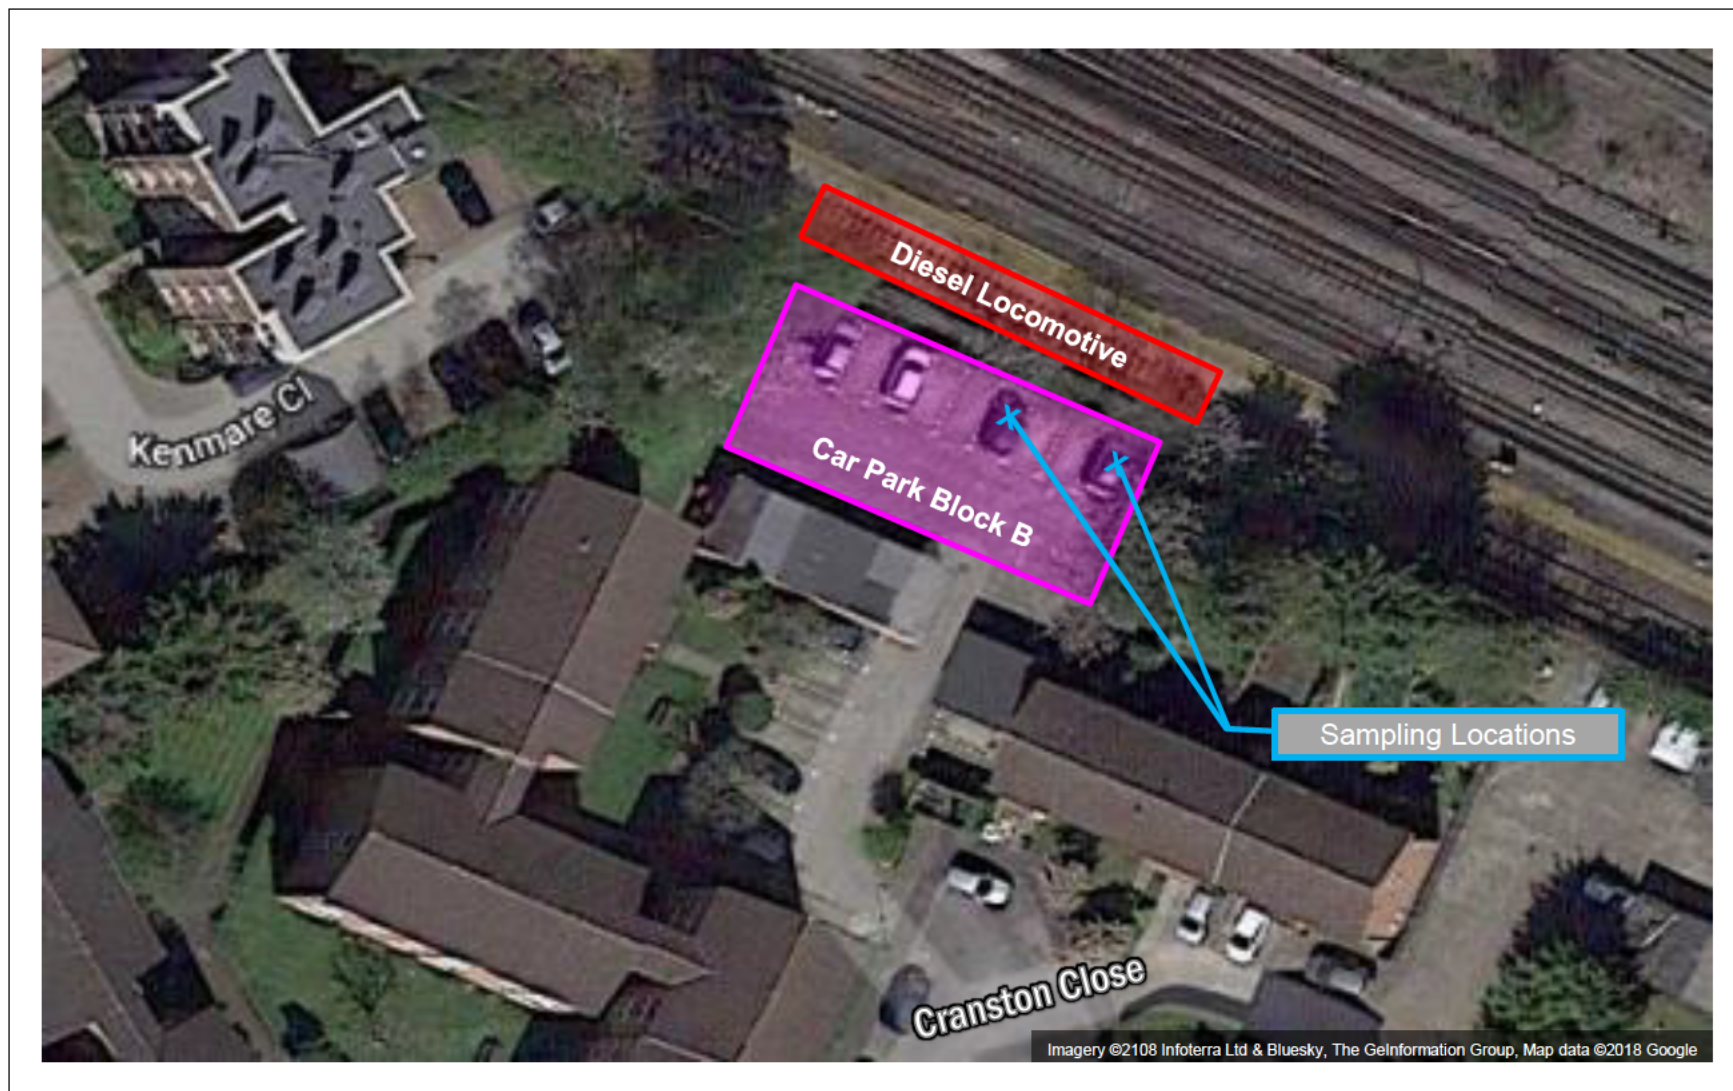 Diesel Locomotive
Car Park Block B
Kenmare Cl
Sampling Locations
Cranston Close
Imagery ©2108 Infoterra Ltd & Bluesky, The GeInformation Group, Map data ©2018 Google